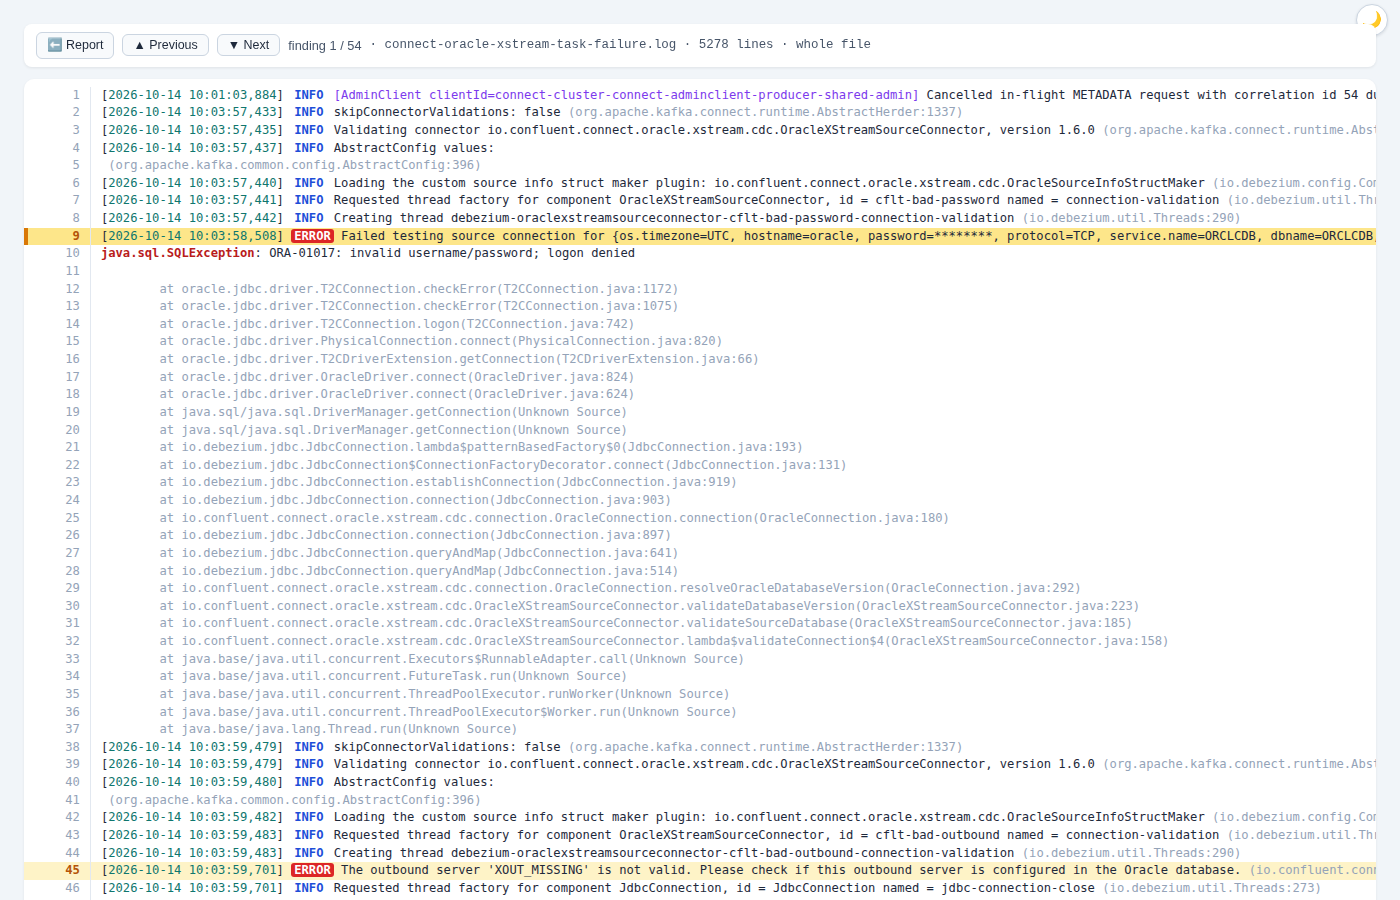 ⬅ Report ▲ Previous ▼ Next finding 1 / 54 · connect-oracle-xstream-task-failure.log · 5278 lines · whole file
1 [2026-10-14 10:01:03,884] INFO [AdminClient clientId=connect-cluster-connect-adminclient-producer-shared-admin] Cancelled in-flight METADATA request with correlation id 54 du
2 [2026-10-14 10:03:57,433] INFO skipConnectorValidations: false (org.apache.kafka.connect.runtime.AbstractHerder:1337)
3 [2026-10-14 10:03:57,435] INFO Validating connector io.confluent.connect.oracle.xstream.cdc.OracleXStreamSourceConnector, version 1.6.0 (org.apache.kafka.connect.runtime.Abst
4 [2026-10-14 10:03:57,437] INFO AbstractConfig values:
5 (org.apache.kafka.common.config.AbstractConfig:396)
6 [2026-10-14 10:03:57,440] INFO Loading the custom source info struct maker plugin: io.confluent.connect.oracle.xstream.cdc.OracleSourceInfoStructMaker (io.debezium.config.Com
7 [2026-10-14 10:03:57,441] INFO Requested thread factory for component OracleXStreamSourceConnector, id = cflt-bad-password named = connection-validation (io.debezium.util.Thr
8 [2026-10-14 10:03:57,442] INFO Creating thread debezium-oraclexstreamsourceconnector-cflt-bad-password-connection-validation (io.debezium.util.Threads:290)
9 [2026-10-14 10:03:58,508] ERROR Failed testing source connection for {os.timezone=UTC, hostname=oracle, password=********, protocol=TCP, service.name=ORCLCDB, dbname=ORCLCDB,
10 java.sql.SQLException: ORA-01017: invalid username/password; logon denied
11
12 at oracle.jdbc.driver.T2CConnection.checkError(T2CConnection.java:1172)
13 at oracle.jdbc.driver.T2CConnection.checkError(T2CConnection.java:1075)
14 at oracle.jdbc.driver.T2CConnection.logon(T2CConnection.java:742)
15 at oracle.jdbc.driver.PhysicalConnection.connect(PhysicalConnection.java:820)
16 at oracle.jdbc.driver.T2CDriverExtension.getConnection(T2CDriverExtension.java:66)
17 at oracle.jdbc.driver.OracleDriver.connect(OracleDriver.java:824)
18 at oracle.jdbc.driver.OracleDriver.connect(OracleDriver.java:624)
19 at java.sql/java.sql.DriverManager.getConnection(Unknown Source)
20 at java.sql/java.sql.DriverManager.getConnection(Unknown Source)
21 at io.debezium.jdbc.JdbcConnection.lambda$patternBasedFactory$0(JdbcConnection.java:193)
22 at io.debezium.jdbc.JdbcConnection$ConnectionFactoryDecorator.connect(JdbcConnection.java:131)
23 at io.debezium.jdbc.JdbcConnection.establishConnection(JdbcConnection.java:919)
24 at io.debezium.jdbc.JdbcConnection.connection(JdbcConnection.java:903)
25 at io.confluent.connect.oracle.xstream.cdc.connection.OracleConnection.connection(OracleConnection.java:180)
26 at io.debezium.jdbc.JdbcConnection.connection(JdbcConnection.java:897)
27 at io.debezium.jdbc.JdbcConnection.queryAndMap(JdbcConnection.java:641)
28 at io.debezium.jdbc.JdbcConnection.queryAndMap(JdbcConnection.java:514)
29 at io.confluent.connect.oracle.xstream.cdc.connection.OracleConnection.resolveOracleDatabaseVersion(OracleConnection.java:292)
30 at io.confluent.connect.oracle.xstream.cdc.OracleXStreamSourceConnector.validateDatabaseVersion(OracleXStreamSourceConnector.java:223)
31 at io.confluent.connect.oracle.xstream.cdc.OracleXStreamSourceConnector.validateSourceDatabase(OracleXStreamSourceConnector.java:185)
32 at io.confluent.connect.oracle.xstream.cdc.OracleXStreamSourceConnector.lambda$validateConnection$4(OracleXStreamSourceConnector.java:158)
33 at java.base/java.util.concurrent.Executors$RunnableAdapter.call(Unknown Source)
34 at java.base/java.util.concurrent.FutureTask.run(Unknown Source)
35 at java.base/java.util.concurrent.ThreadPoolExecutor.runWorker(Unknown Source)
36 at java.base/java.util.concurrent.ThreadPoolExecutor$Worker.run(Unknown Source)
37 at java.base/java.lang.Thread.run(Unknown Source)
38 [2026-10-14 10:03:59,479] INFO skipConnectorValidations: false (org.apache.kafka.connect.runtime.AbstractHerder:1337)
39 [2026-10-14 10:03:59,479] INFO Validating connector io.confluent.connect.oracle.xstream.cdc.OracleXStreamSourceConnector, version 1.6.0 (org.apache.kafka.connect.runtime.Abst
40 [2026-10-14 10:03:59,480] INFO AbstractConfig values:
41 (org.apache.kafka.common.config.AbstractConfig:396)
42 [2026-10-14 10:03:59,482] INFO Loading the custom source info struct maker plugin: io.confluent.connect.oracle.xstream.cdc.OracleSourceInfoStructMaker (io.debezium.config.Com
43 [2026-10-14 10:03:59,483] INFO Requested thread factory for component OracleXStreamSourceConnector, id = cflt-bad-outbound named = connection-validation (io.debezium.util.Thr
44 [2026-10-14 10:03:59,483] INFO Creating thread debezium-oraclexstreamsourceconnector-cflt-bad-outbound-connection-validation (io.debezium.util.Threads:290)
45 [2026-10-14 10:03:59,701] ERROR The outbound server 'XOUT_MISSING' is not valid. Please check if this outbound server is configured in the Oracle database. (io.confluent.conn
46 [2026-10-14 10:03:59,701] INFO Requested thread factory for component JdbcConnection, id = JdbcConnection named = jdbc-connection-close (io.debezium.util.Threads:273)